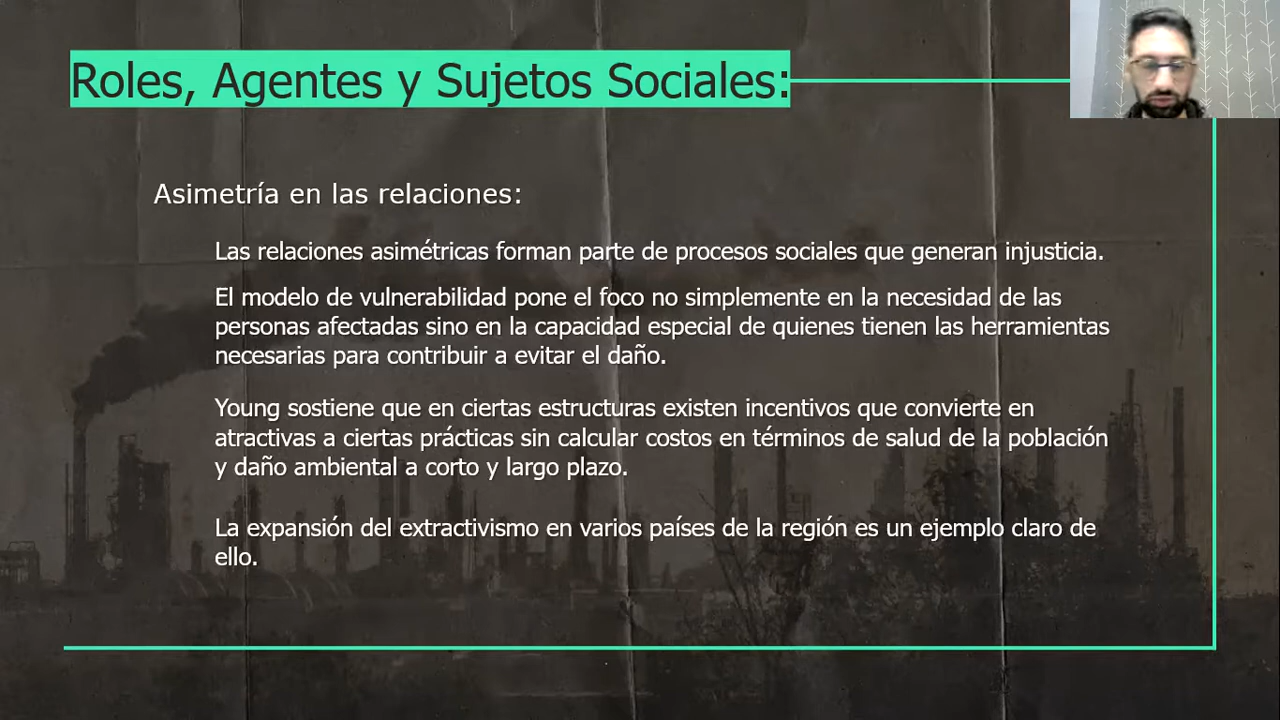 Roles, Agentes y Sujetos Sociales:
Asimetría en las relaciones:
Las relaciones asimétricas forman parte de procesos sociales que generan injusticia.
El modelo de vulnerabilidad pone el foco no simplemente en la necesidad de las
personas afectadas sino en la capacidad especial de quienes tienen las herramientas
necesarias para contribuir a evitar el daño.
Young sostiene que en ciertas estructuras existen incentivos que convierte en
atractivas a ciertas prácticas sin calcular costos en términos de salud de la población
y daño ambiental a corto y largo plazo.
La expansión del extractivismo en varios países de la región es un ejemplo claro de
ello.